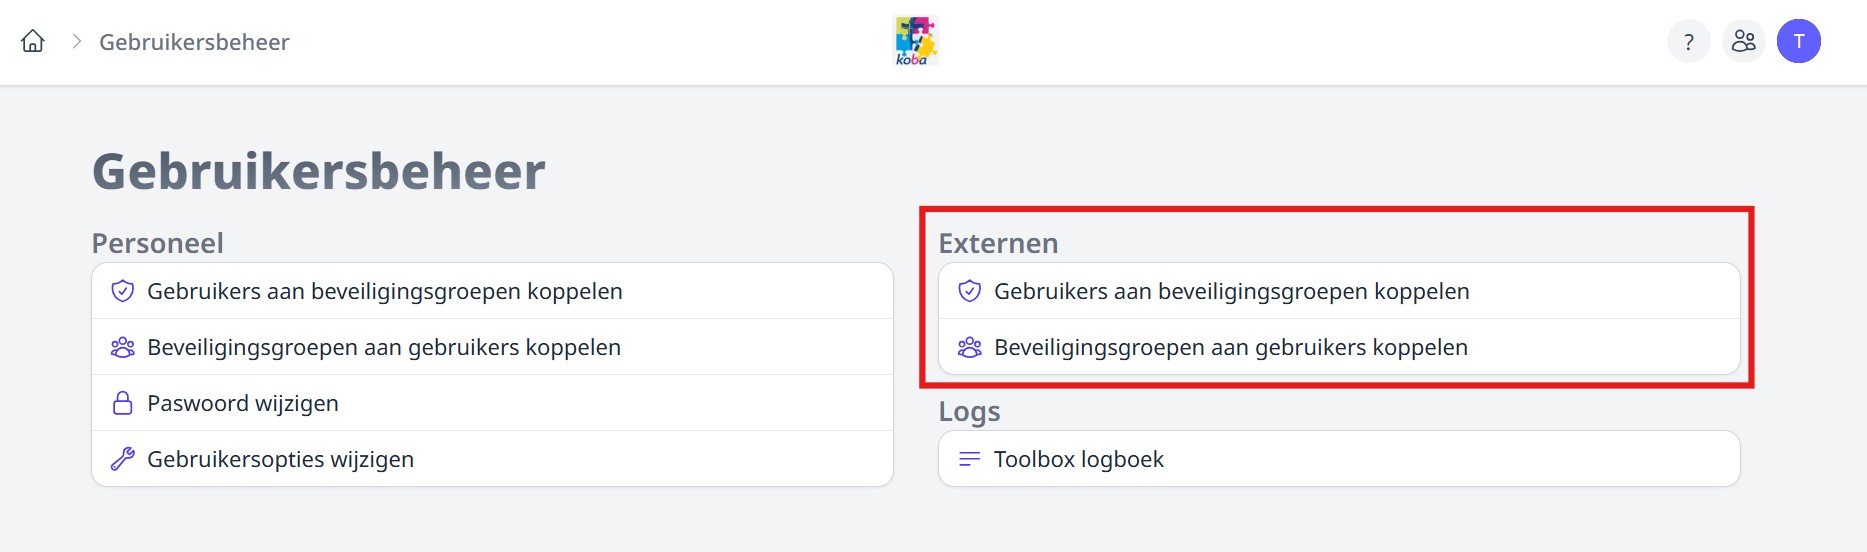 Gebruikersbeheer
koba
?
T
Gebruikersbeheer
Personeel
Gebruikers aan beveiligingsgroepen koppelen
Beveiligingsgroepen aan gebruikers koppelen
Paswoord wijzigen
Gebruikersopties wijzigen
Externen
Gebruikers aan beveiligingsgroepen koppelen
Beveiligingsgroepen aan gebruikers koppelen
Logs
Toolbox logboek